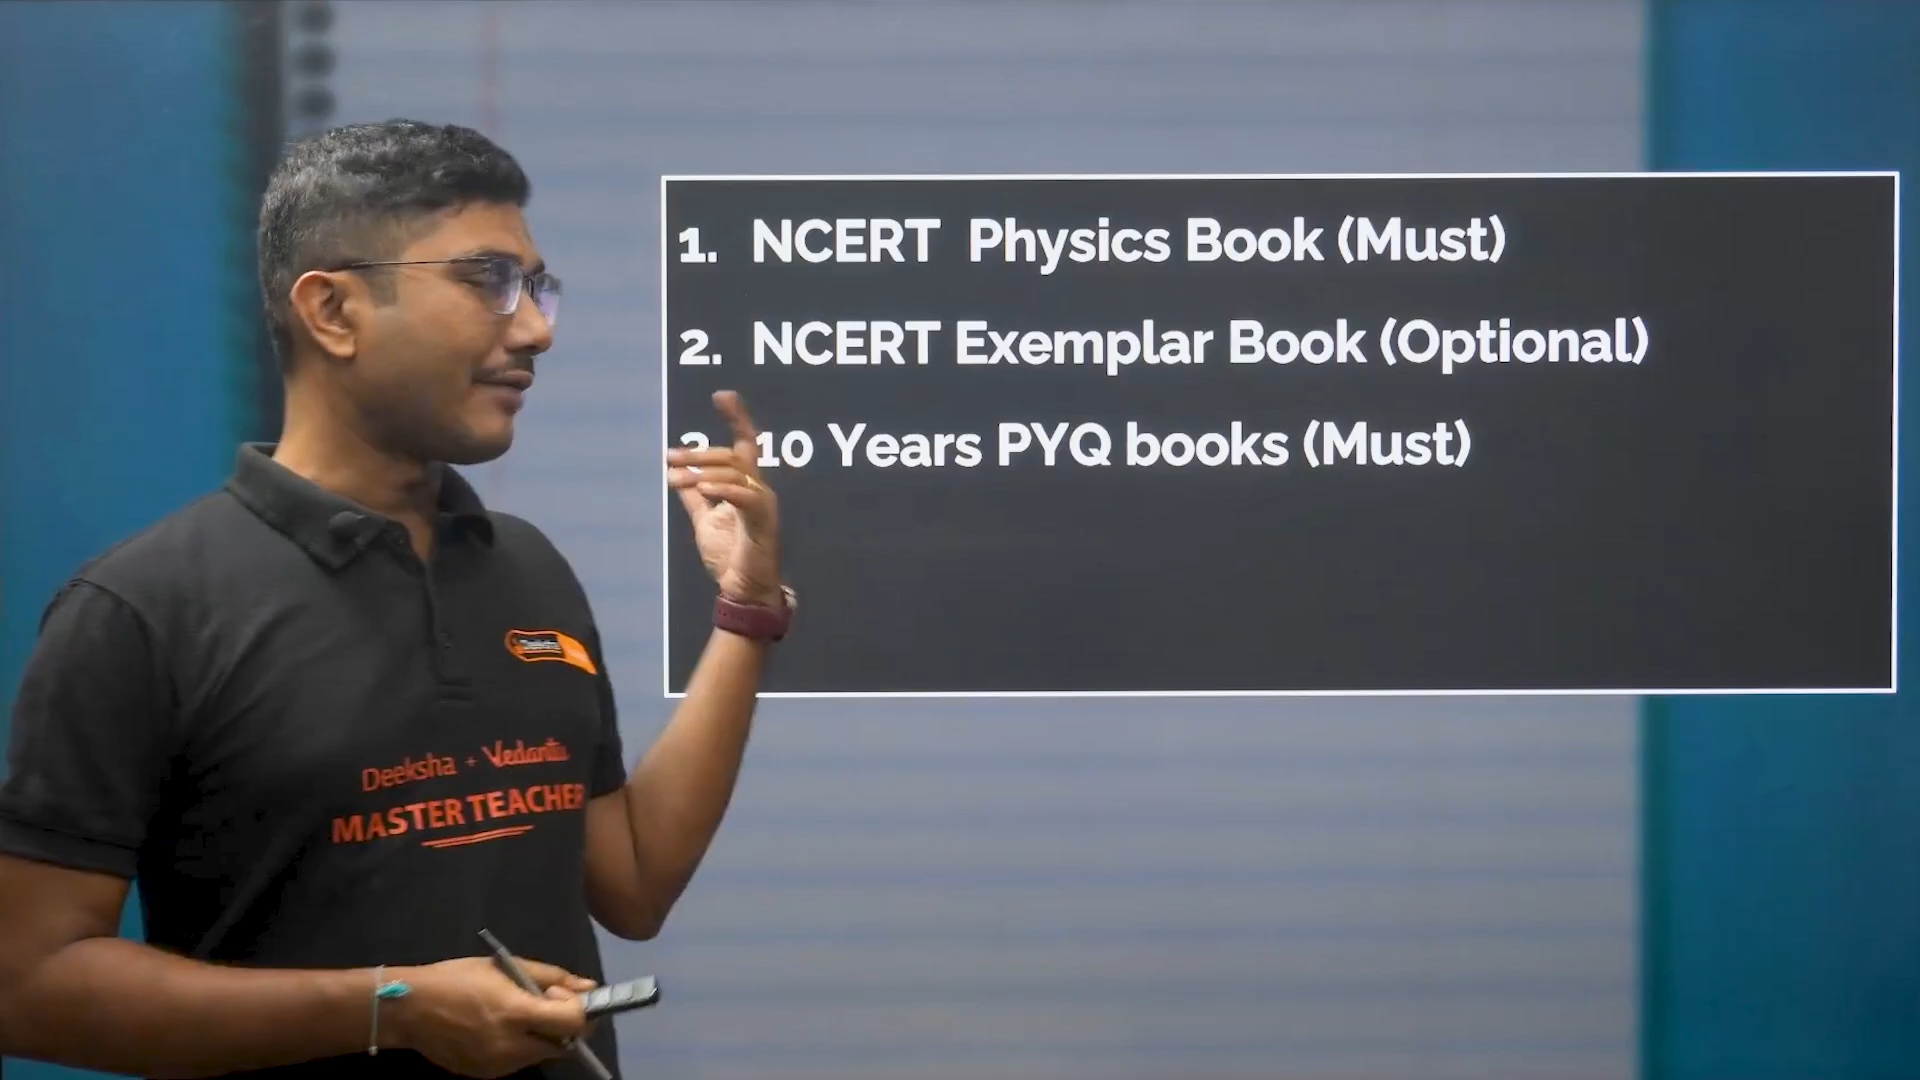 1. NCERT Physics Book (Must)
2. NCERT Exemplar Book (Optional)
3. 10 Years PYQ books (Must)
Deeksha + Vedantu
MASTER TEACHER